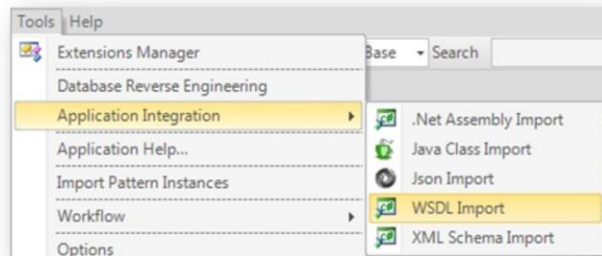 Tools Help
Extensions Manager
Base Search
Database Reverse Engineering
Application Integration
.Net Assembly Import
Application Help...
Java Class Import
Import Pattern Instances
Json Import
Workflow
WSDL Import
Options
XML Schema Import